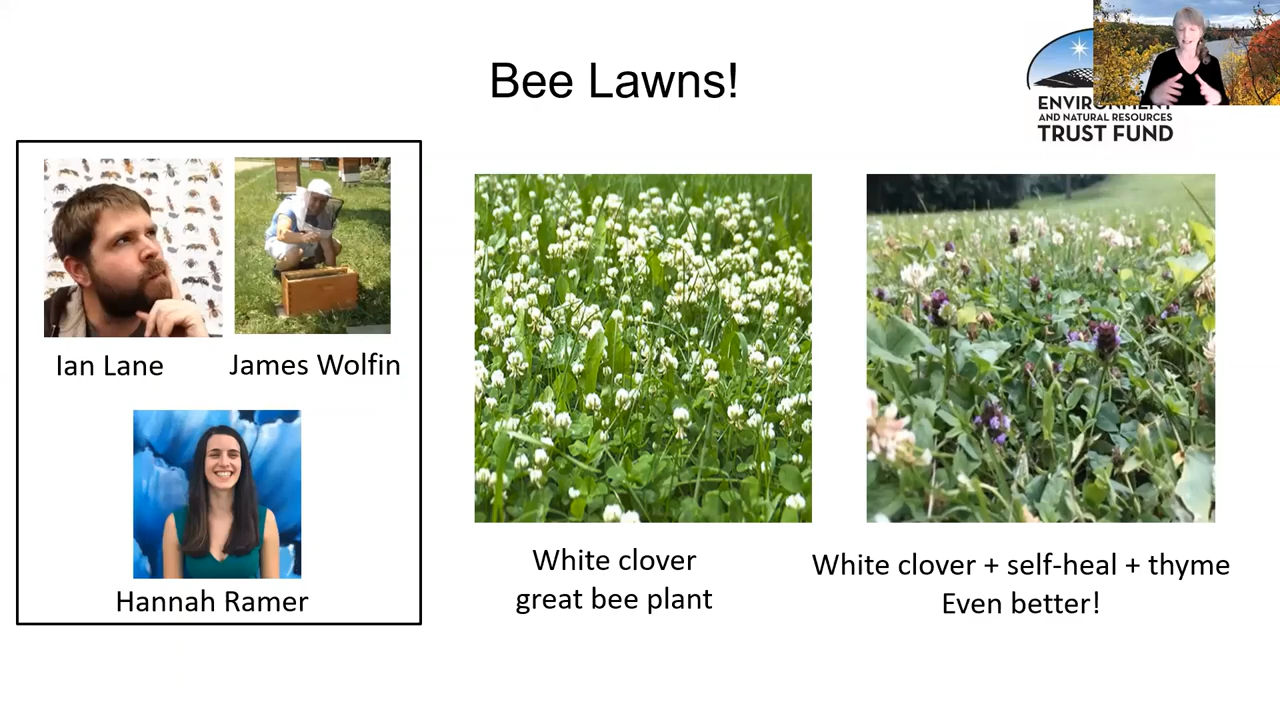 Bee Lawns!
ENVIRONMENT
AND NATURAL RESOURCES
TRUST FUND
Ian Lane
James Wolfin
Hannah Ramer
White clover
great bee plant
White clover + self-heal + thyme
Even better!